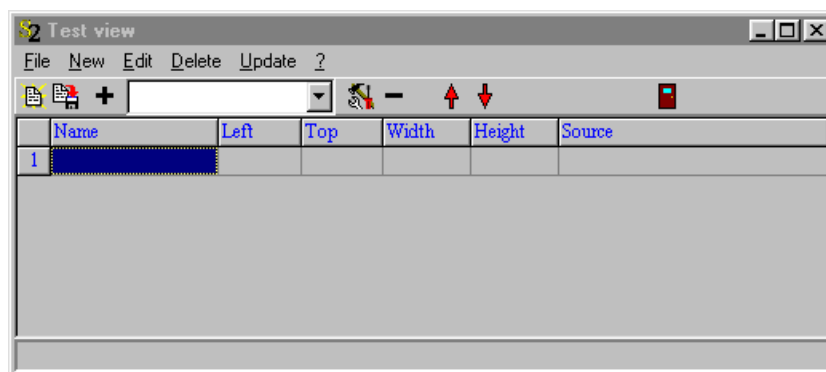 S2 Test view
File New Edit Delete Update ?
Name Left Top Width Height Source
1